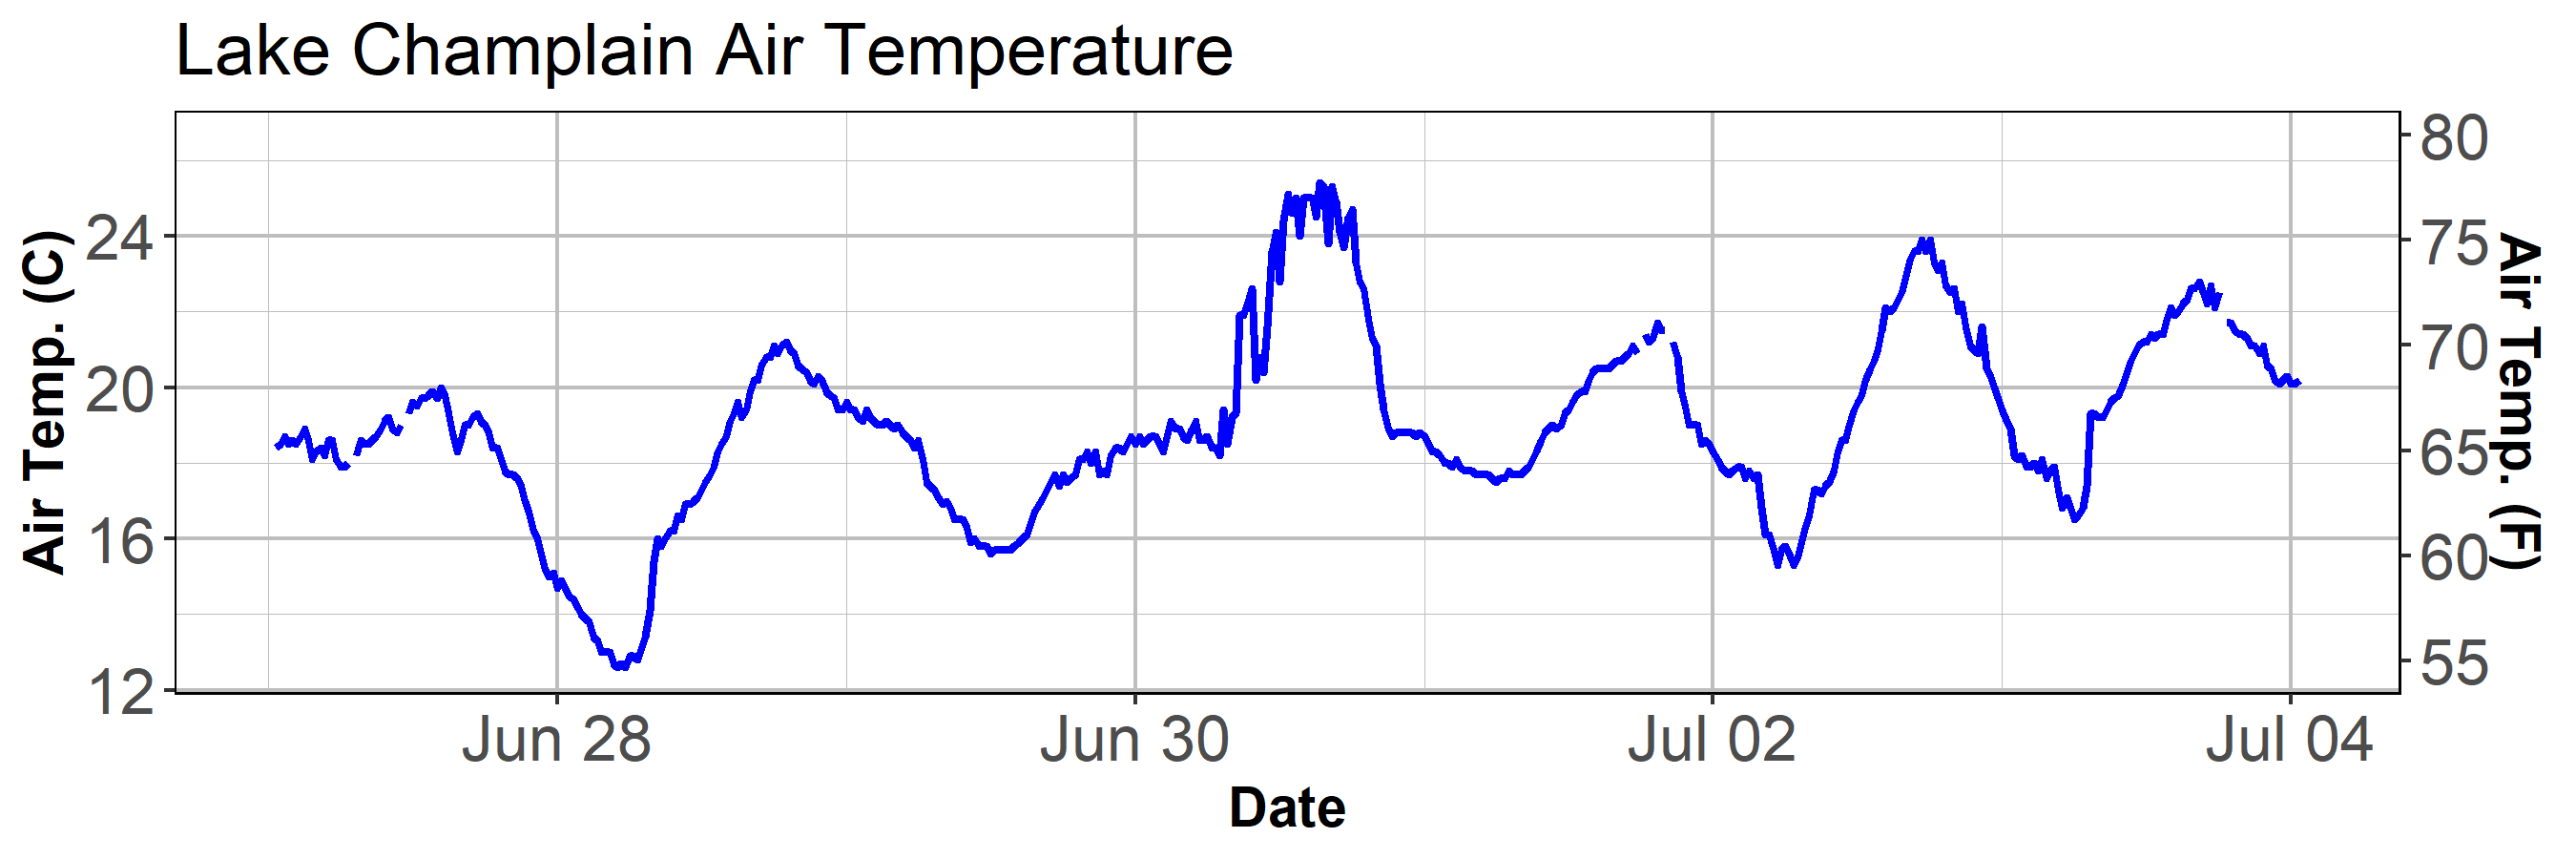 Lake Champlain Air Temperature
Air Temp. (C)
24
20
16
12
80
75
70
65
60
55
Air Temp. (F)
Jun 28 Jun 30 Jul 02 Jul 04
Date